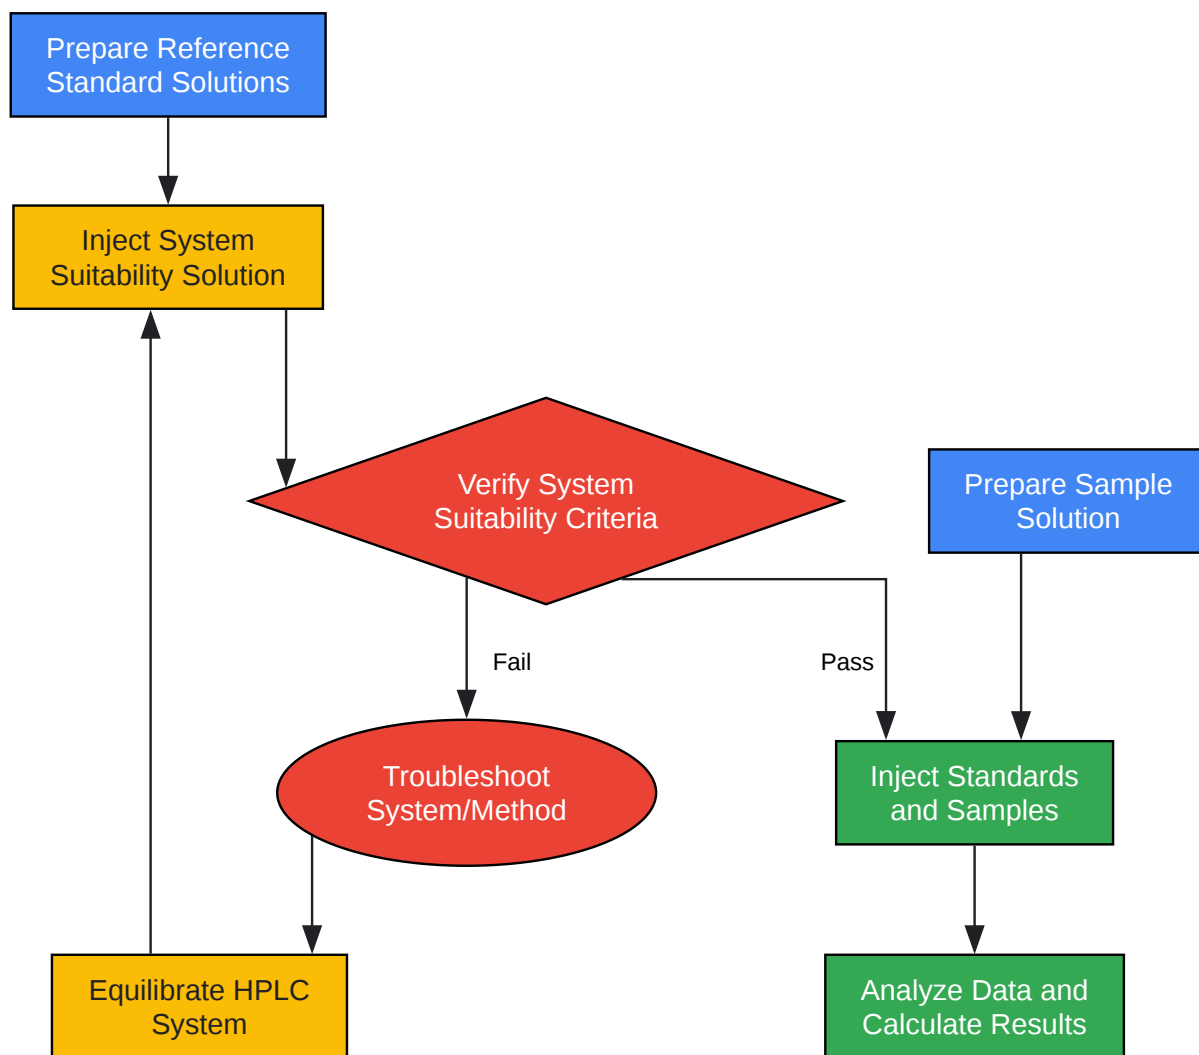 Prepare Reference
Standard Solutions
Inject System
Suitability Solution
Verify System
Suitability Criteria
Prepare Sample
Solution
Fail
Pass
Troubleshoot
System/Method
Inject Standards
and Samples
Equilibrate HPLC
System
Analyze Data and
Calculate Results